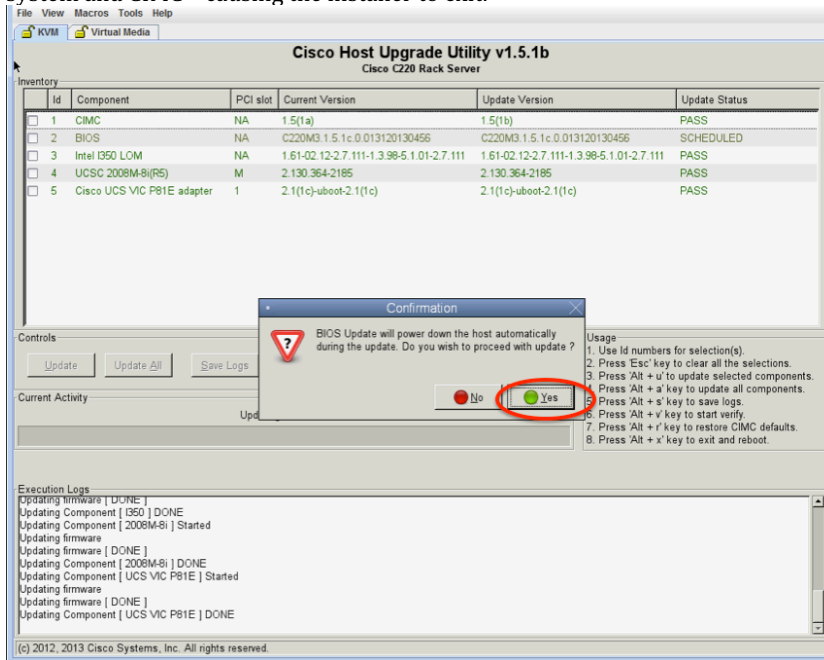 File View Macros Tools Help
KVM Virtual Media
Cisco Host Upgrade Utility v1.5.1b
Cisco C220 Rack Server
Inventory
Id Component PCI slot Current Version Update Version Update Status
1 CIMC NA 1.5(1a) 1.5(1b) PASS
2 BIOS NA C220M3.1.5.1c.0.013120130456 C220M3.1.5.1c.0.013120130456 SCHEDULED
3 Intel I350 LOM NA 1.61-02.12-2.7.111-1.3.98-5.1.01-2.7.111 1.61-02.12-2.7.111-1.3.98-5.1.01-2.7.111 PASS
4 UCSC 2008M-8i(R5) M 2.130.364-2185 2.130.364-2185 PASS
5 Cisco UCS VIC P81E adapter 1 2.1(1c)-uboot-2.1(1c) 2.1(1c)-uboot-2.1(1c) PASS
Confirmation
BIOS Update will power down the host automatically
during the update. Do you wish to proceed with update ?
No Yes
Controls
Update Update All Save Logs
Current Activity
Usage
1. Use Id numbers for selection(s).
2. Press 'Esc' key to clear all the selections.
3. Press 'Alt + u' to update selected components.
4. Press 'Alt + a' key to update all components.
5. Press 'Alt + s' key to save logs.
6. Press 'Alt + v' key to start verify.
7. Press 'Alt + r' key to restore CIMC defaults.
8. Press 'Alt + x' key to exit and reboot.
Execution Logs
Updating firmware [ DONE ]
Updating Component [ I350 ] DONE
Updating Component [ 2008M-8i ] Started
Updating firmware
Updating firmware [ DONE ]
Updating Component [ 2008M-8i ] DONE
Updating Component [ UCS VIC P81E ] Started
Updating firmware
Updating firmware [ DONE ]
Updating Component [ UCS VIC P81E ] DONE
(c) 2012, 2013 Cisco Systems, Inc. All rights reserved.